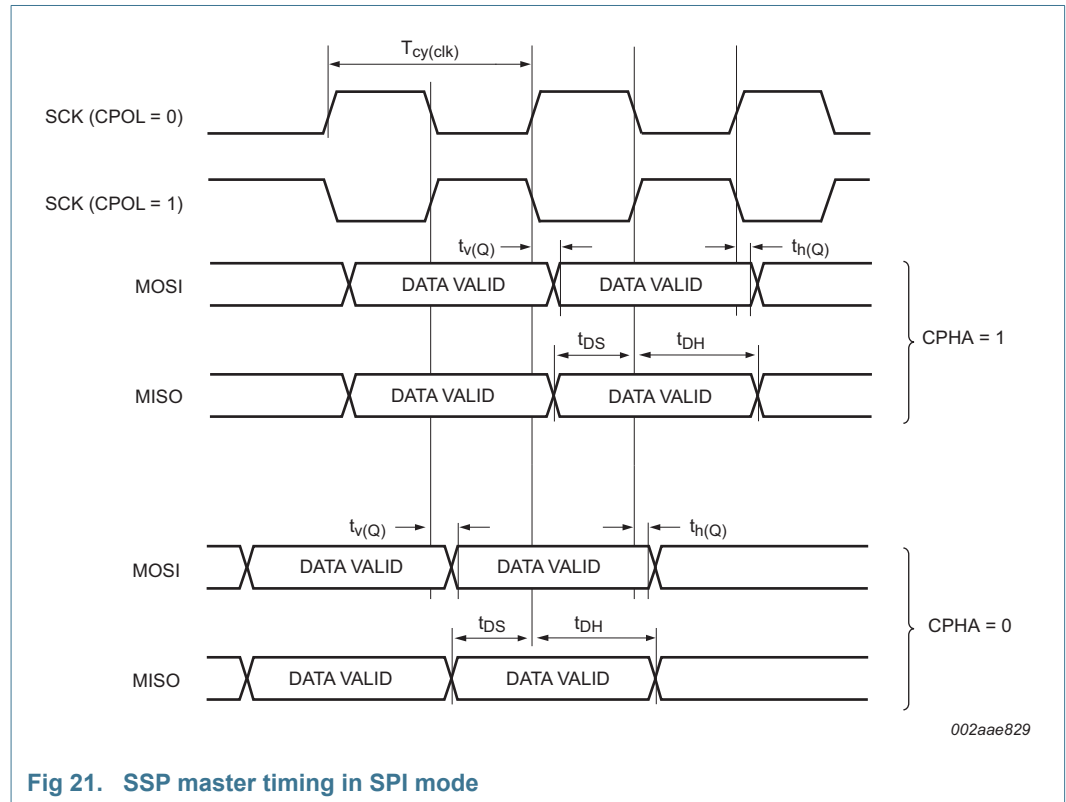 Tcy(clk)
SCK (CPOL = 0)
SCK (CPOL = 1)
tv(Q) th(Q)
MOSI DATA VALID DATA VALID
tDS tDH
CPHA = 1
MISO DATA VALID DATA VALID
tv(Q) th(Q)
MOSI DATA VALID DATA VALID
tDS tDH
CPHA = 0
MISO DATA VALID DATA VALID
002aae829
Fig 21. SSP master timing in SPI mode